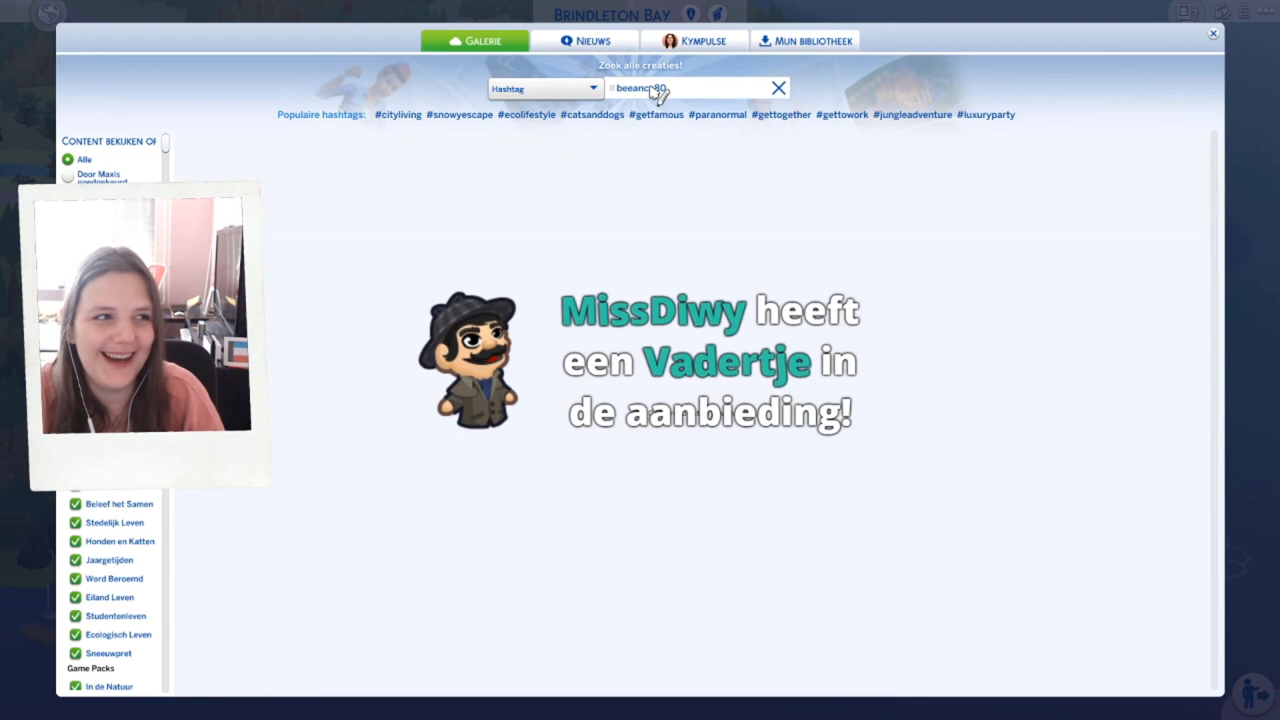 BRINDLETON BAY
GALERIE
NIEUWS
KYMPULSE
MIJN BIBLIOTHEEK
Zoek alle creaties!
Hashtag
#
Populaire hashtags: #cityliving #snowyescape #ecolifestyle #catsanddogs #getfamous #paranormal #gettogether #gettowork #jungleadventure #luxuryparty
CONTENT BEKIJKEN OP
Alle
Door Maxis
goedgekeurd
MissDiwy heeft
een Vadertje in
de aanbieding!
Beleef het Samen
Stedelijk Leven
Honden en Katten
Jaargetijden
Word Beroemd
Eiland Leven
Studentenleven
Ecologisch Leven
Sneeuwpret
Game Packs
In de Natuur